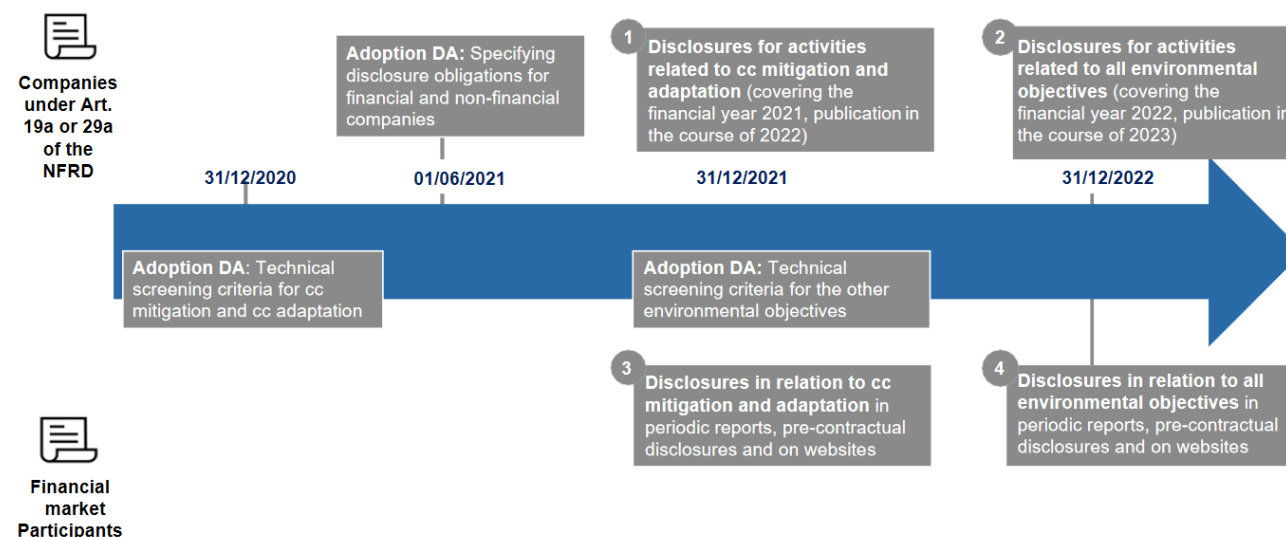 Companies
under Art.
19a or 29a
of the
NFRD
Adoption DA: Specifying
disclosure obligations for
financial and non-financial
companies
1
Disclosures for activities
related to cc mitigation and
adaptation (covering the
financial year 2021, publication in
the course of 2022)
2
Disclosures for activities
related to all environmental
objectives (covering the
financial year 2022, publication in
the course of 2023)
31/12/2020
01/06/2021
31/12/2021
31/12/2022
Adoption DA: Technical
screening criteria for cc
mitigation and cc adaptation
Adoption DA: Technical
screening criteria for the other
environmental objectives
3
Disclosures in relation to cc
mitigation and adaptation in
periodic reports, pre-contractual
disclosures and on websites
4
Disclosures in relation to all
environmental objectives in
periodic reports, pre-contractual
disclosures and on websites
Financial
market
Participants